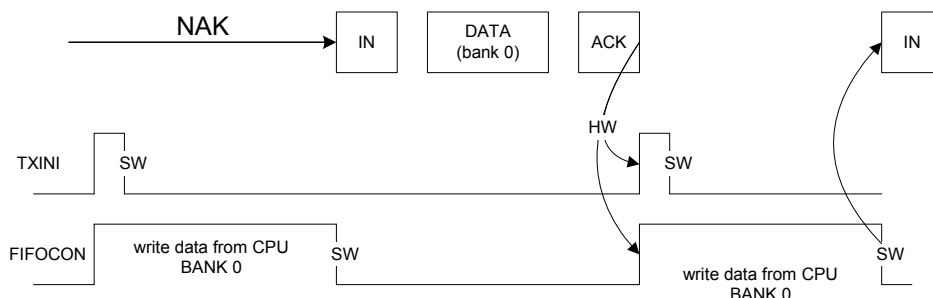 NAK
IN
DATA
(bank 0)
ACK
IN
HW
TXINI
SW
SW
FIFOCON
write data from CPU
BANK 0
SW
write data from CPU
BANK 0
SW